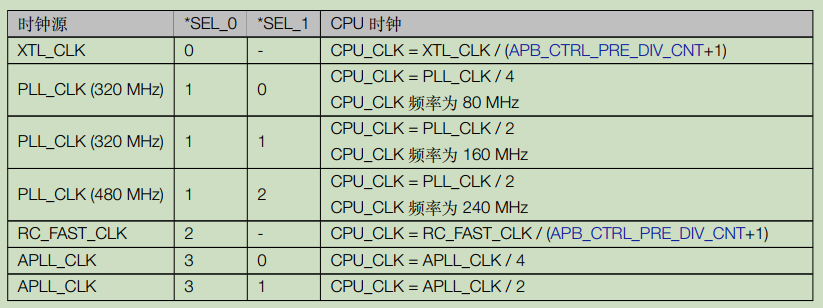 时钟源 *SEL_0 *SEL_1 CPU 时钟
XTL_CLK 0 - CPU_CLK = XTL_CLK / (APB_CTRL_PRE_DIV_CNT+1)
PLL_CLK (320 MHz) 1 0 CPU_CLK = PLL_CLK / 4
CPU_CLK 频率为 80 MHz
PLL_CLK (320 MHz) 1 1 CPU_CLK = PLL_CLK / 2
CPU_CLK 频率为 160 MHz
PLL_CLK (480 MHz) 1 2 CPU_CLK = PLL_CLK / 2
CPU_CLK 频率为 240 MHz
RC_FAST_CLK 2 - CPU_CLK = RC_FAST_CLK / (APB_CTRL_PRE_DIV_CNT+1)
APLL_CLK 3 0 CPU_CLK = APLL_CLK / 4
APLL_CLK 3 1 CPU_CLK = APLL_CLK / 2